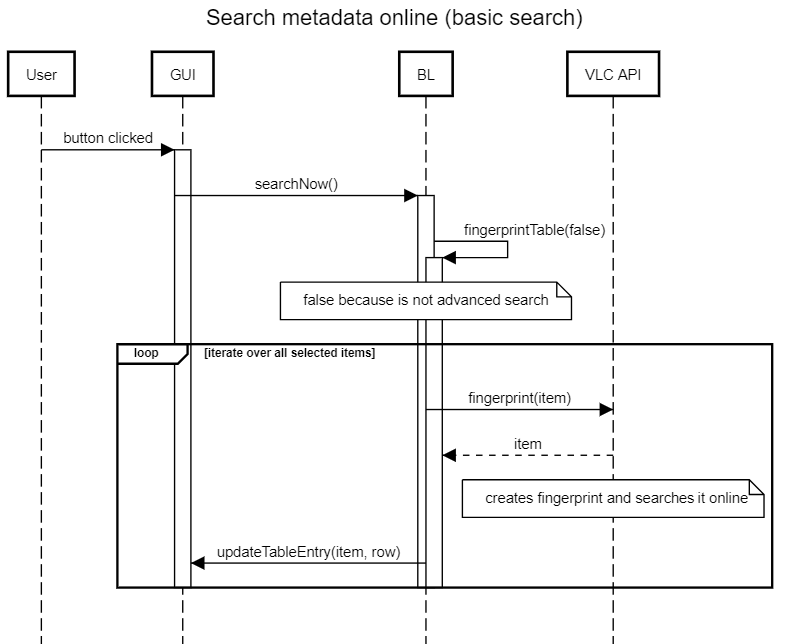 Search metadata online (basic search)
User
GUI
BL
VLC API
button clicked
searchNow()
fingerprintTable(false)
false because is not advanced search
loop
[iterate over all selected items]
fingerprint(item)
item
creates fingerprint and searches it online
updateTableEntry(item, row)